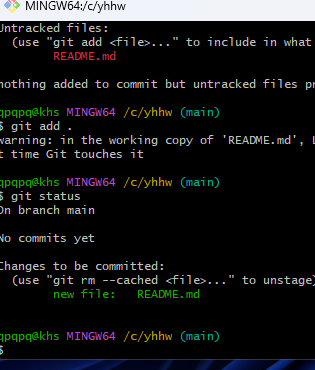 MINGW64:/c/yhhw
Untracked files:
(use "git add <file>..." to include in what
README.md
nothing added to commit but untracked files
qpqpq@khs MINGW64 /c/yhhw (main)
$ git add .
warning: in the working copy of 'README.md',
t time Git touches it
qpqpq@khs MINGW64 /c/yhhw (main)
$ git status
On branch main
No commits yet
Changes to be committed:
(use "git rm --cached <file>..." to unstage)
new file: README.md
qpqpq@khs MINGW64 /c/yhhw (main)
$